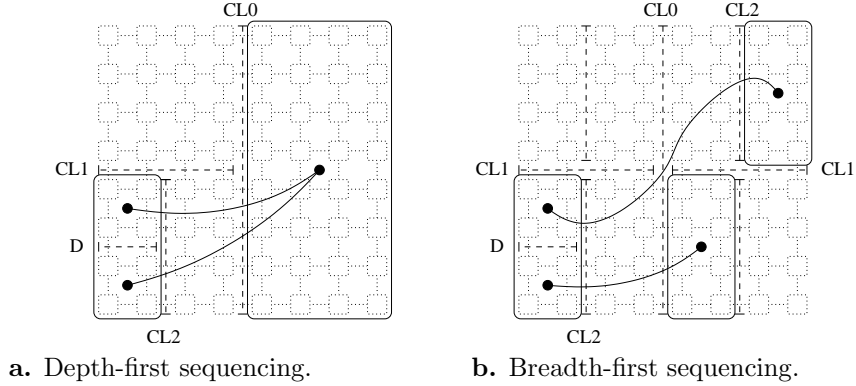 CL0
CL1
D
CL2
a. Depth-first sequencing.
CL0 CL2
CL1 CL1
D
CL2
b. Breadth-first sequencing.